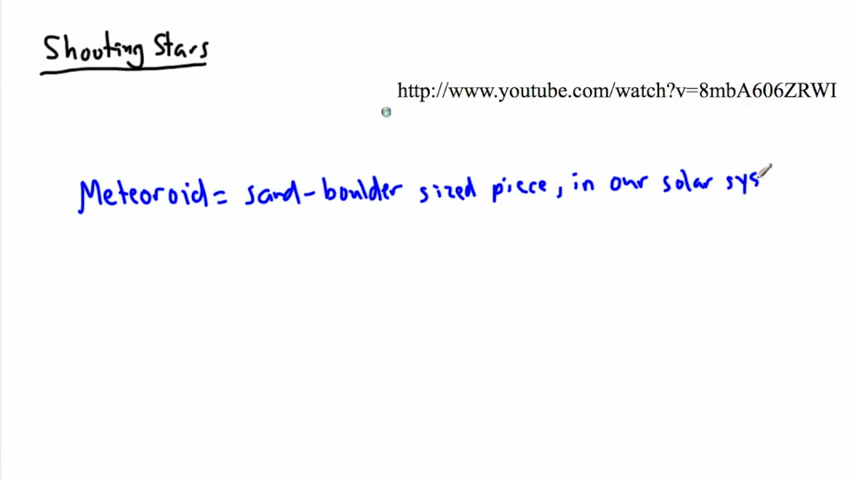 Shooting Stars
http://www.youtube.com/watch?v=8mbA606ZRWI
Meteoroid = sand-boulder sized piece, in our solar sys